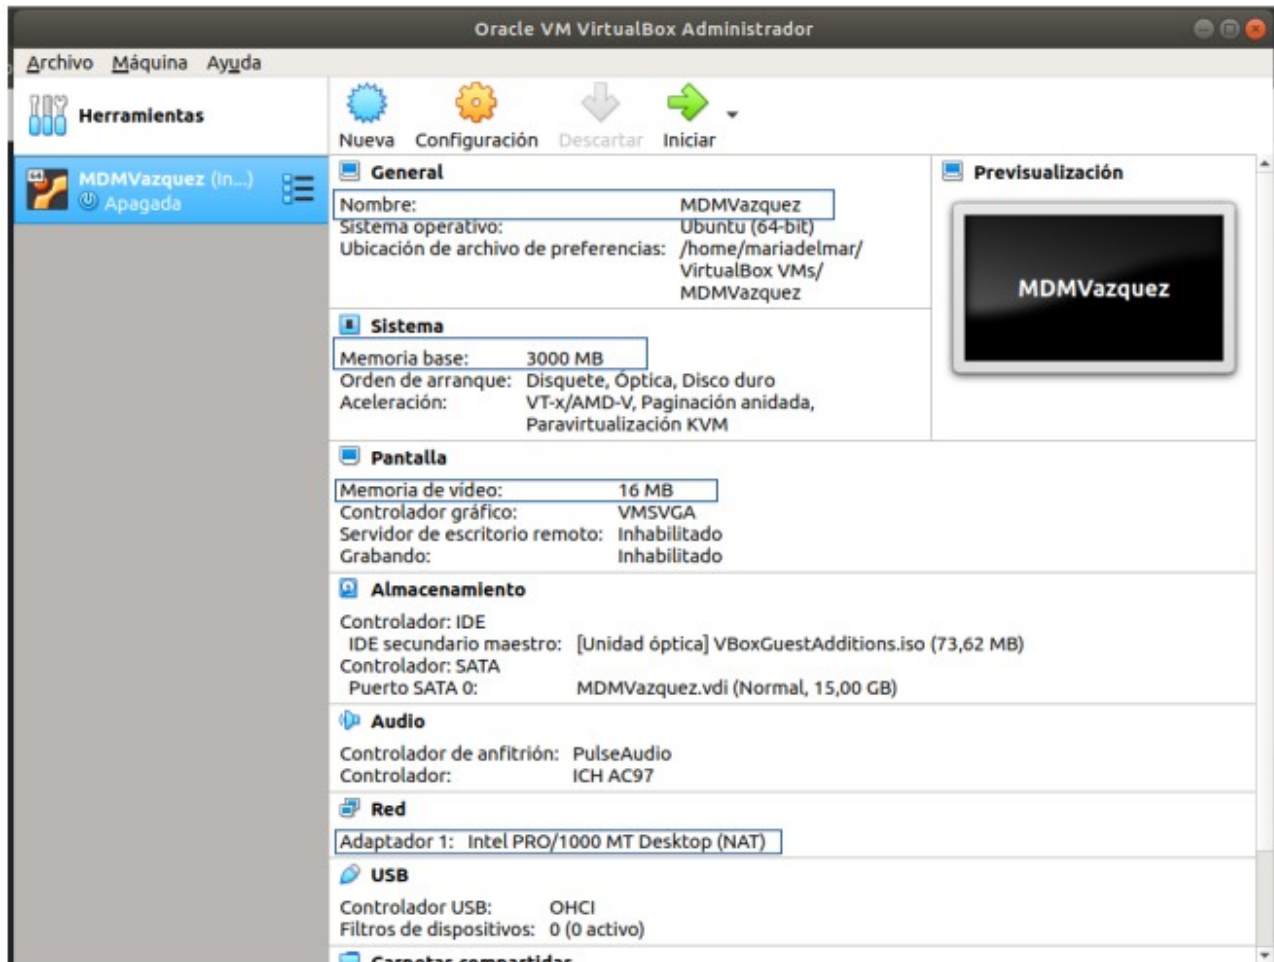 Oracle VM VirtualBox Administrador
Archivo Máquina Ayuda
Herramientas
Nueva Configuración Descartar Iniciar
MDMVazquez (In...)
Apagada
General
Nombre: MDMVazquez
Sistema operativo: Ubuntu (64-bit)
Ubicación de archivo de preferencias: /home/mariadelmar/
VirtualBox VMs/
MDMVazquez
Previsualización
MDMVazquez
Sistema
Memoria base: 3000 MB
Orden de arranque: Disquete, Óptica, Disco duro
Aceleración: VT-x/AMD-V, Paginación anidada,
Paravirtualización KVM
Pantalla
Memoria de vídeo: 16 MB
Controlador gráfico: VMSVGA
Servidor de escritorio remoto: Inhabilitado
Grabando: Inhabilitado
Almacenamiento
Controlador: IDE
IDE secundario maestro: [Unidad óptica] VBoxGuestAdditions.iso (73,62 MB)
Controlador: SATA
Puerto SATA 0: MDMVazquez.vdi (Normal, 15,00 GB)
Audio
Controlador de anfitrión: PulseAudio
Controlador: ICH AC97
Red
Adaptador 1: Intel PRO/1000 MT Desktop (NAT)
USB
Controlador USB: OHCI
Filtros de dispositivos: 0 (0 activo)
Carpetas compartidas